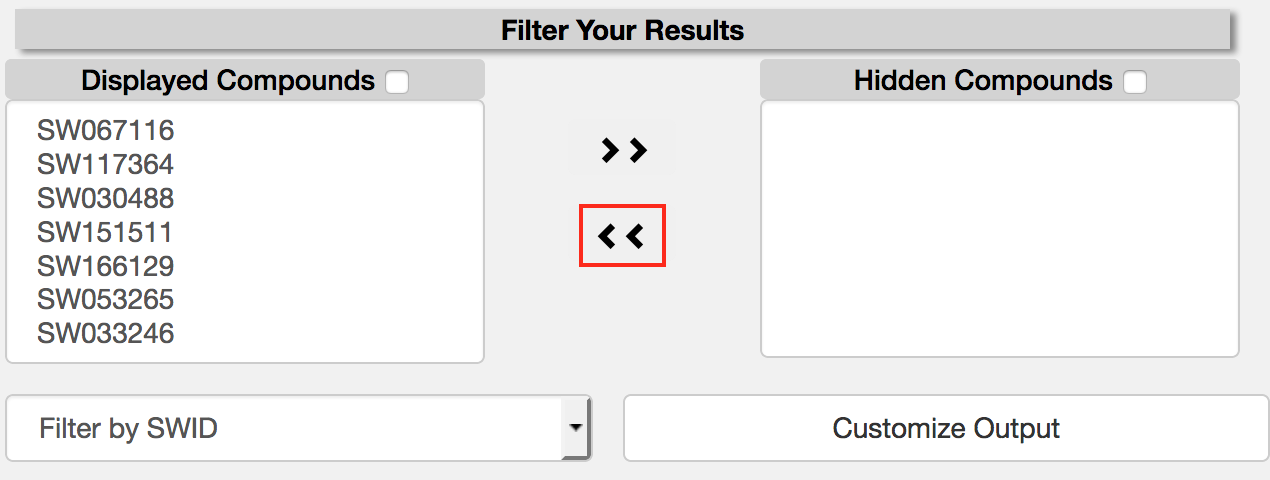 Filter Your Results
Displayed Compounds
Hidden Compounds
SW067116
SW117364
SW030488
SW151511
SW166129
SW053265
SW033246
Filter by SWID
Customize Output